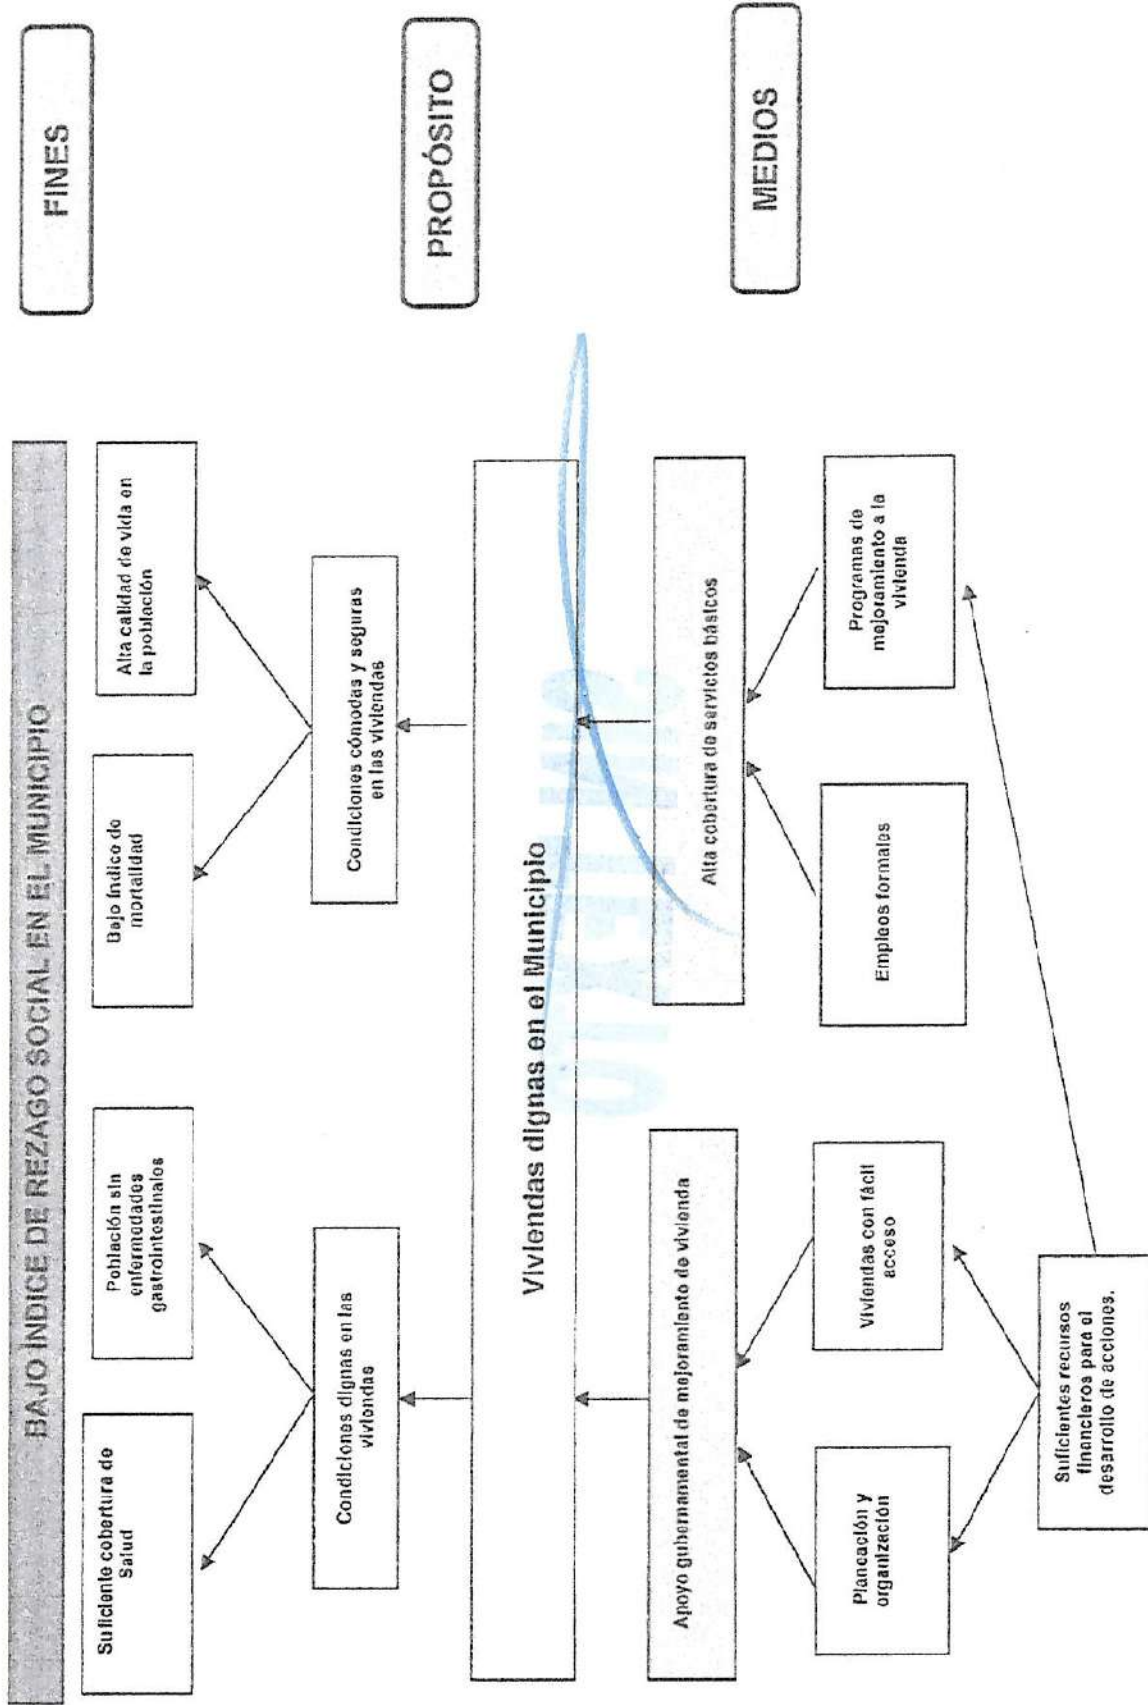 BAJO ÍNDICE DE REZAGO SOCIAL EN EL MUNICIPIO
FINES
Suficiente cobertura de
Salud
Población sin
enfermedades
gastrointestinales
Bajo índice de
mortalidad
Alta calidad de vida en
la población
Condiciones dignas en las
viviendas
Condiciones cómodas y seguras
en las viviendas
PROPÓSITO
Viviendas dignas en el Municipio
Apoyo gubernamental de mejoramiento de vivienda
Alta cobertura de servicios básicos
MEDIOS
Planeación y
organización
Viviendas con fácil
acceso
Empleos formales
Programas de
mejoramiento a la
vivienda
Suficientes recursos
financieros para el
desarrollo de acciones.
SIN TEXTO